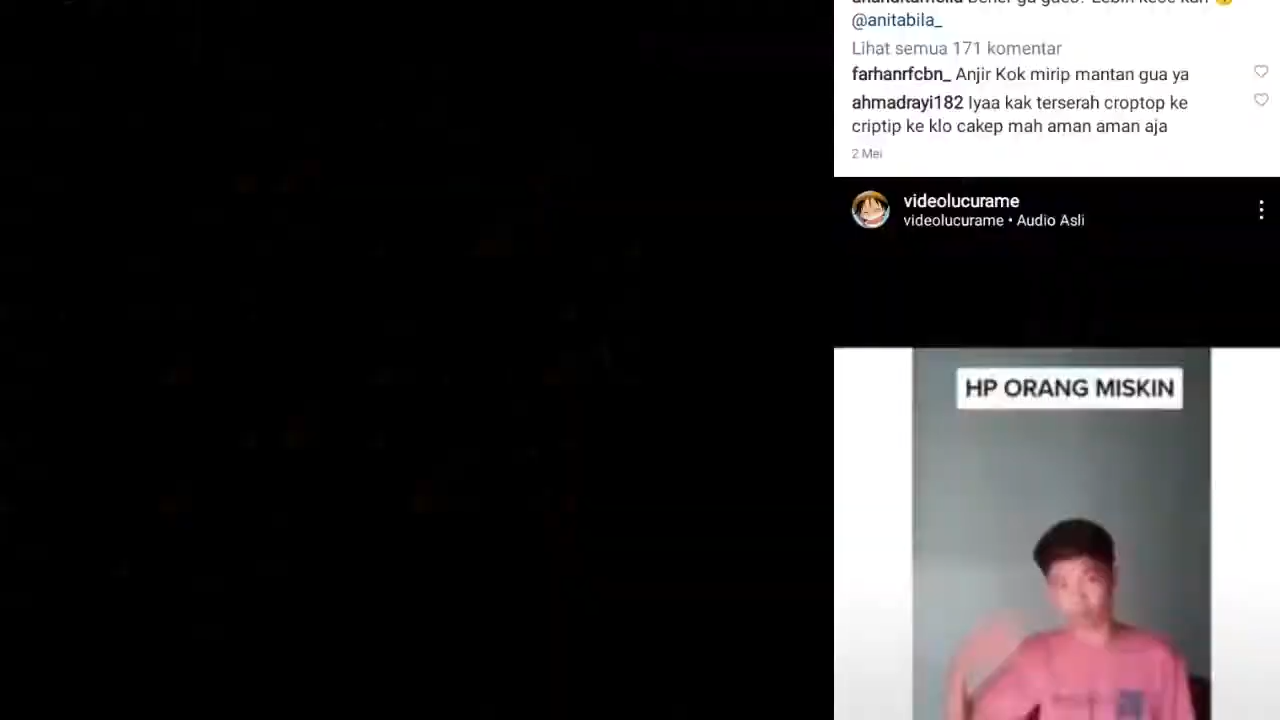 @anitabila_
Lihat semua 171 komentar
farhanrfcbn_ Anjir Kok mirip mantan gua ya
ahmadrayi182 Iyaa kak terserah croptop ke
criptip ke klo cakep mah aman aman aja
2 Mei
videolucurame
videolucurame • Audio Asli
HP ORANG MISKIN